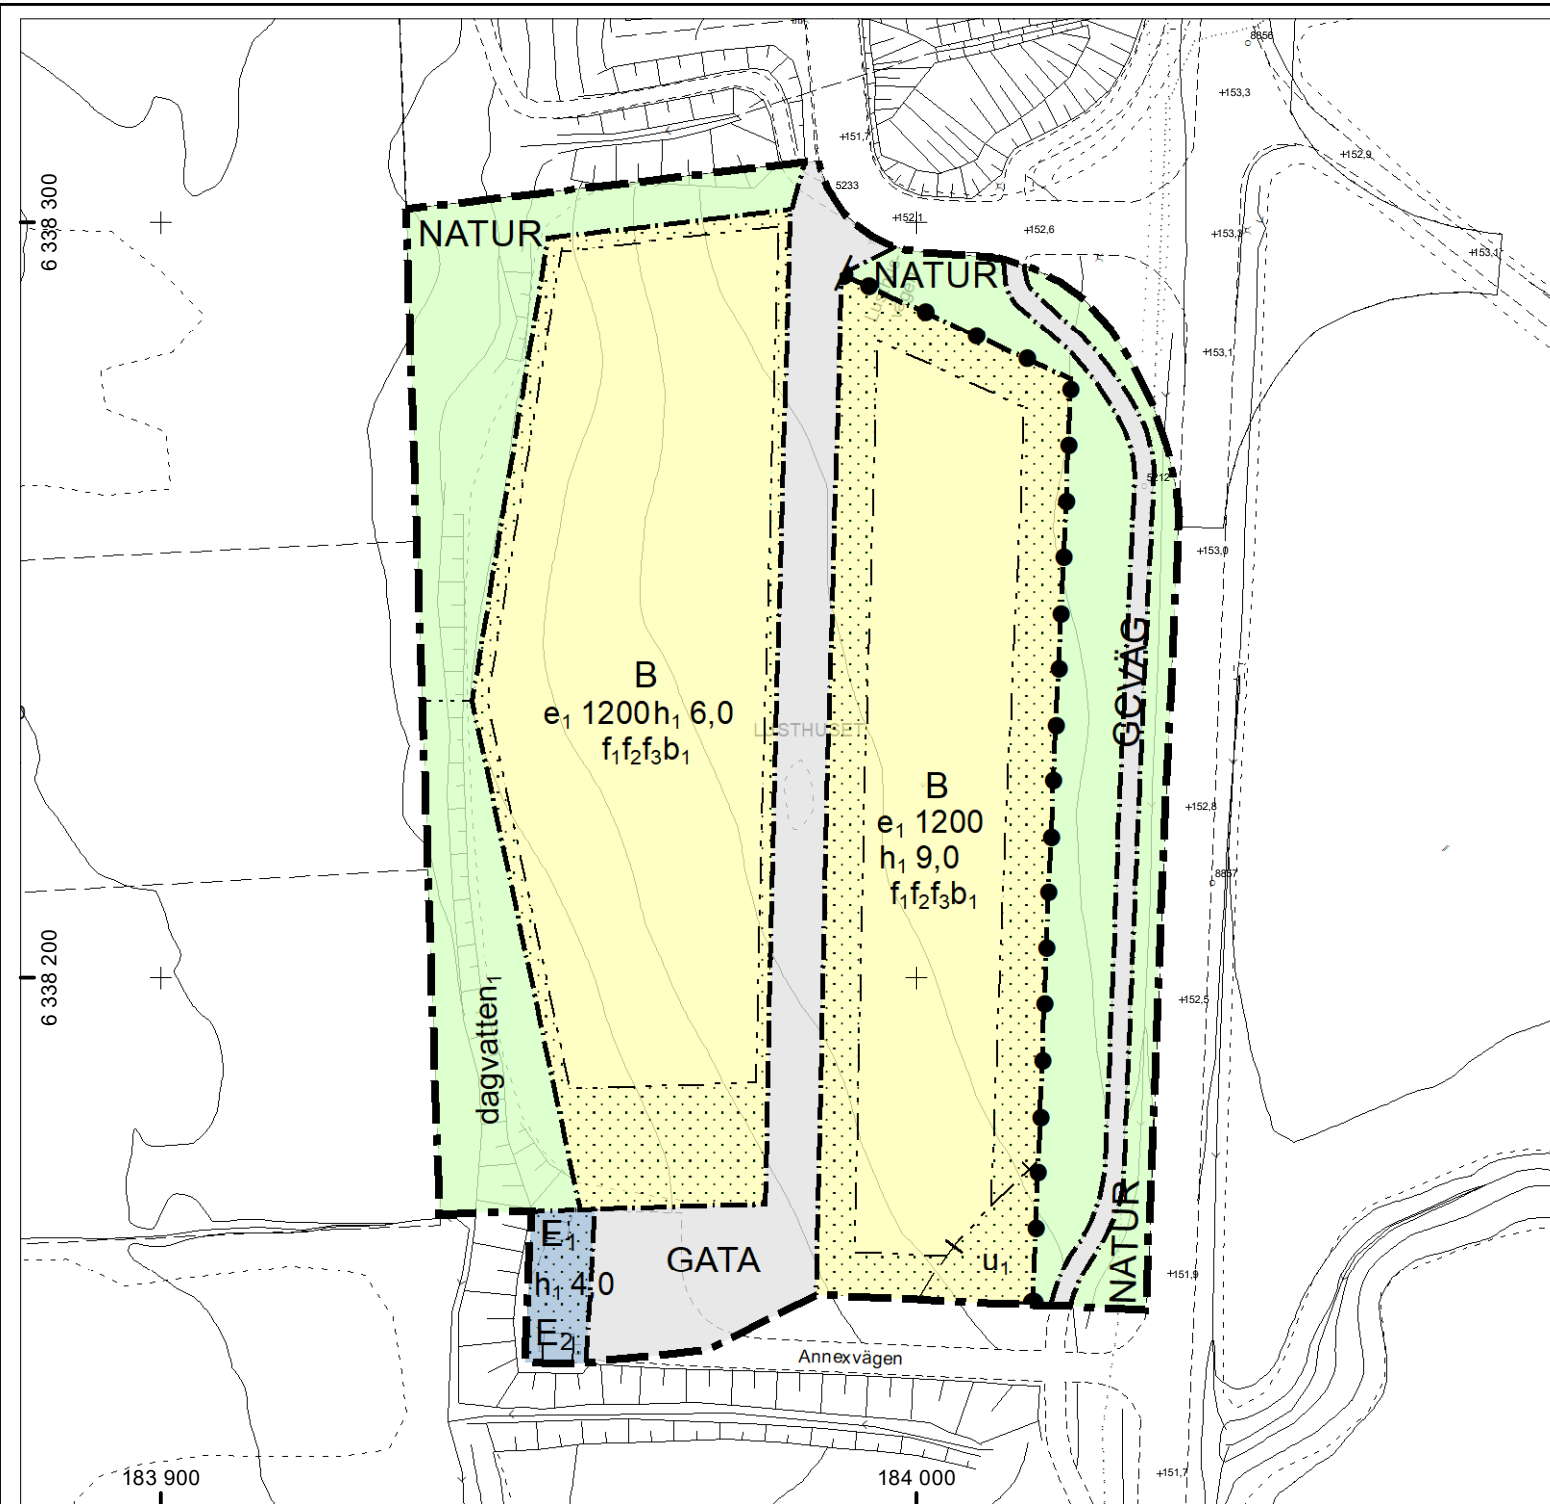 8856
+153,3
+151,7
+152,9
5233
6 338 300
+152,1
NATUR
+152,6
+153,3
+153,1
NATUR
+153,1
5212
+153,0
GCVÄG
B
e₁ 1200 h₁ 6,0
f₁f₂f₃b₁
LUSTHUSET
B
e₁ 1200
h₁ 9,0
f₁f₂f₃b₁
+152,8
8857
6 338 200
dagvatten₁
+152,5
NATUR
E₁
h₁ 4,0
E₂
GATA
u₁
+151,9
Annexvägen
183 900
184 000
+151,7